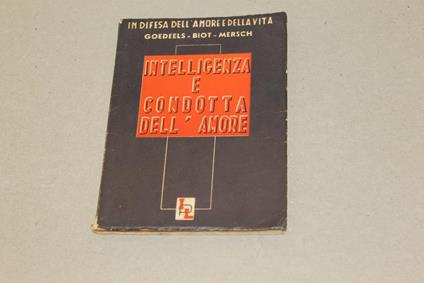 IN DIFESA DELL'AMORE E DELLA VITA
GOEDEELS - BIOT - MERSCH
INTELLIGENZA
E
CONDOTTA
DELL'AMORE